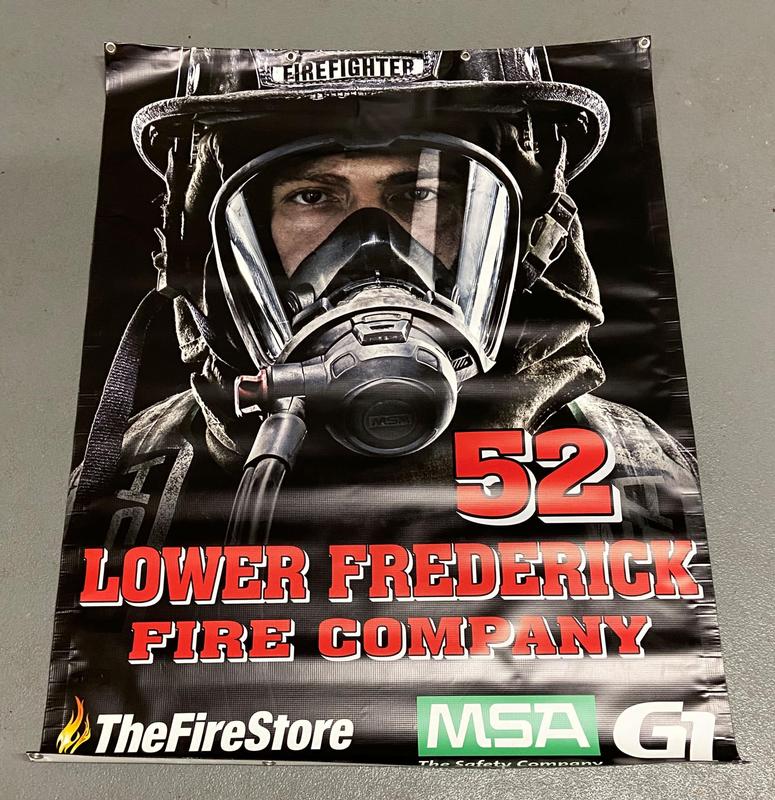 FIREFIGHTER
MSA
52
LOWER FREDERICK
FIRE COMPANY
TheFireStore
MSA G1
The Safety Company